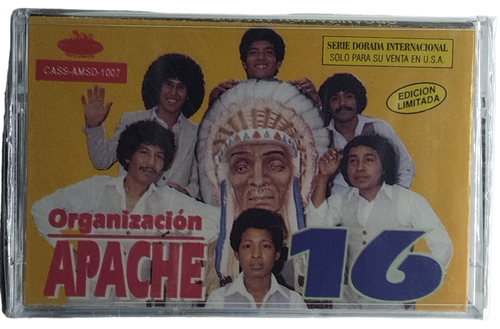 CASS-AMSD-1007
SERIE DORADA INTERNACIONAL
SOLO PARA SU VENTA EN U.S.A.
EDICION
LIMITADA
Organización
APACHE 16